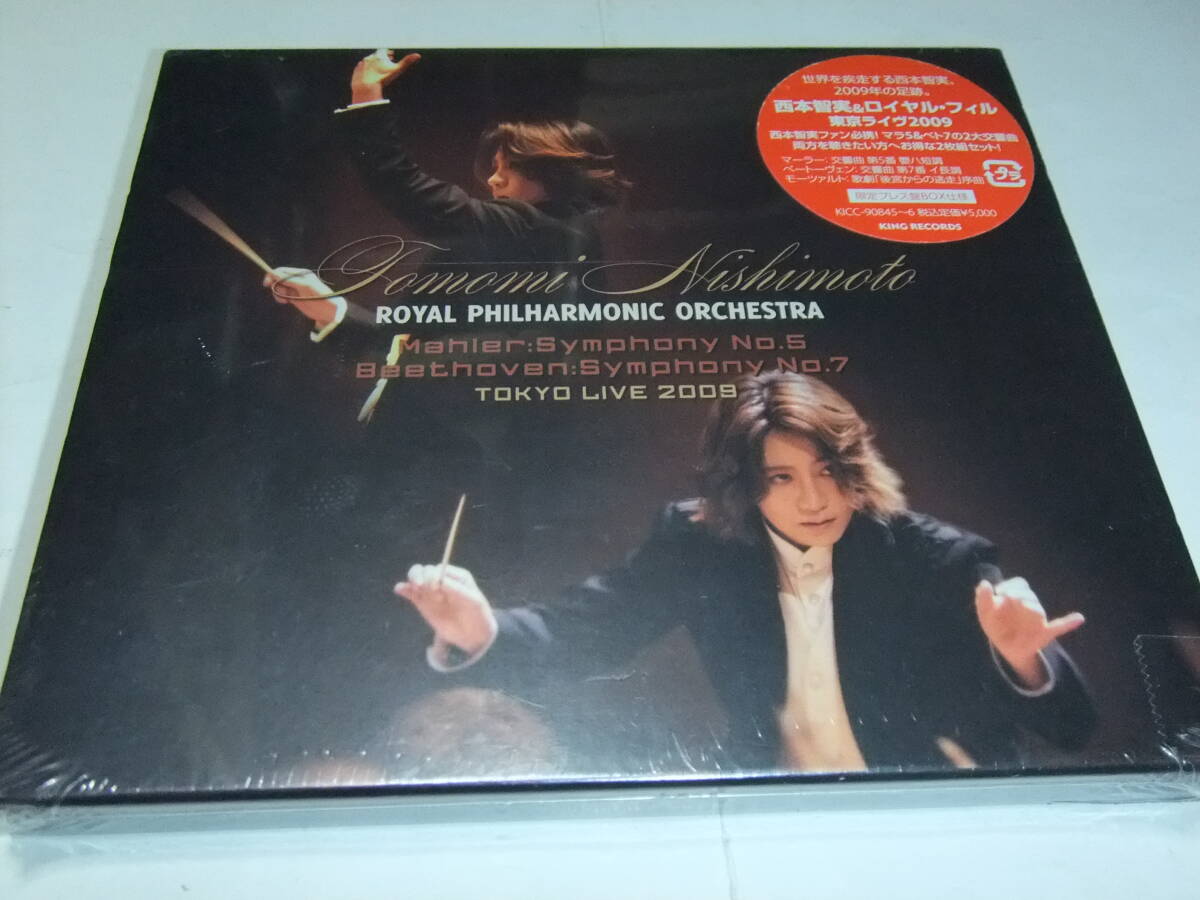 世界を疾走する西本智実。
2009年の足跡。
西本智実&ロイヤル・フィル
東京ライヴ2009
西本智実ファン必携！マラ5&ベト7の2大交響曲
両方を聴きたい方へお得な2枚組セット！
マーラー：交響曲 第5番 嬰ハ短調
ベートーヴェン：交響曲 第7番 イ長調
モーツァルト：歌劇「後宮からの逃走」序曲
限定プレス盤BOX仕様
KICC-90845~6 税込定価¥5,000
KING RECORDS
Tomomi Nishimoto
ROYAL PHILHARMONIC ORCHESTRA
Mahler:Symphony No.5
Beethoven:Symphony No.7
TOKYO LIVE 2009
プラ